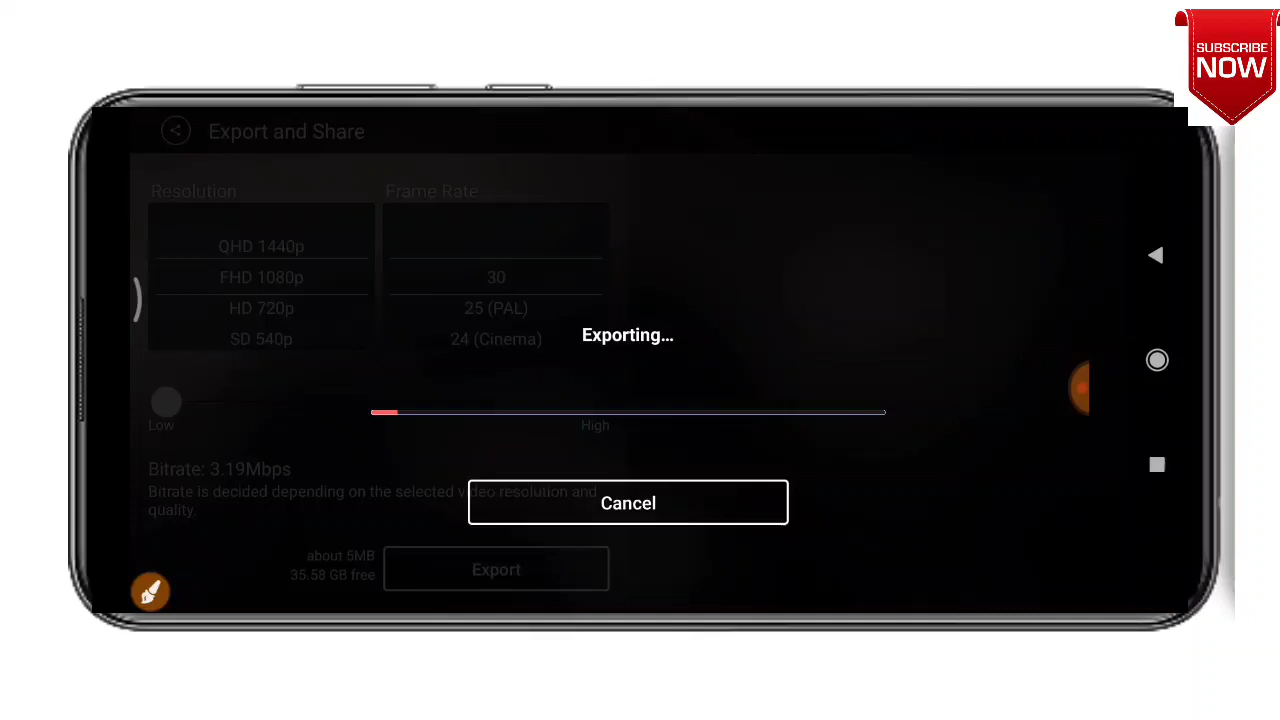 SUBSCRIBE
NOW
Export and Share
Resolution
Frame Rate
QHD 1440p
FHD 1080p
HD 720p
SD 540p
30
25 (PAL)
24 (Cinema)
Exporting...
Low
High
Bitrate: 3.19Mbps
Bitrate is decided depending on the selected video resolution and
quality.
Cancel
about 5MB
35.58 GB free
Export